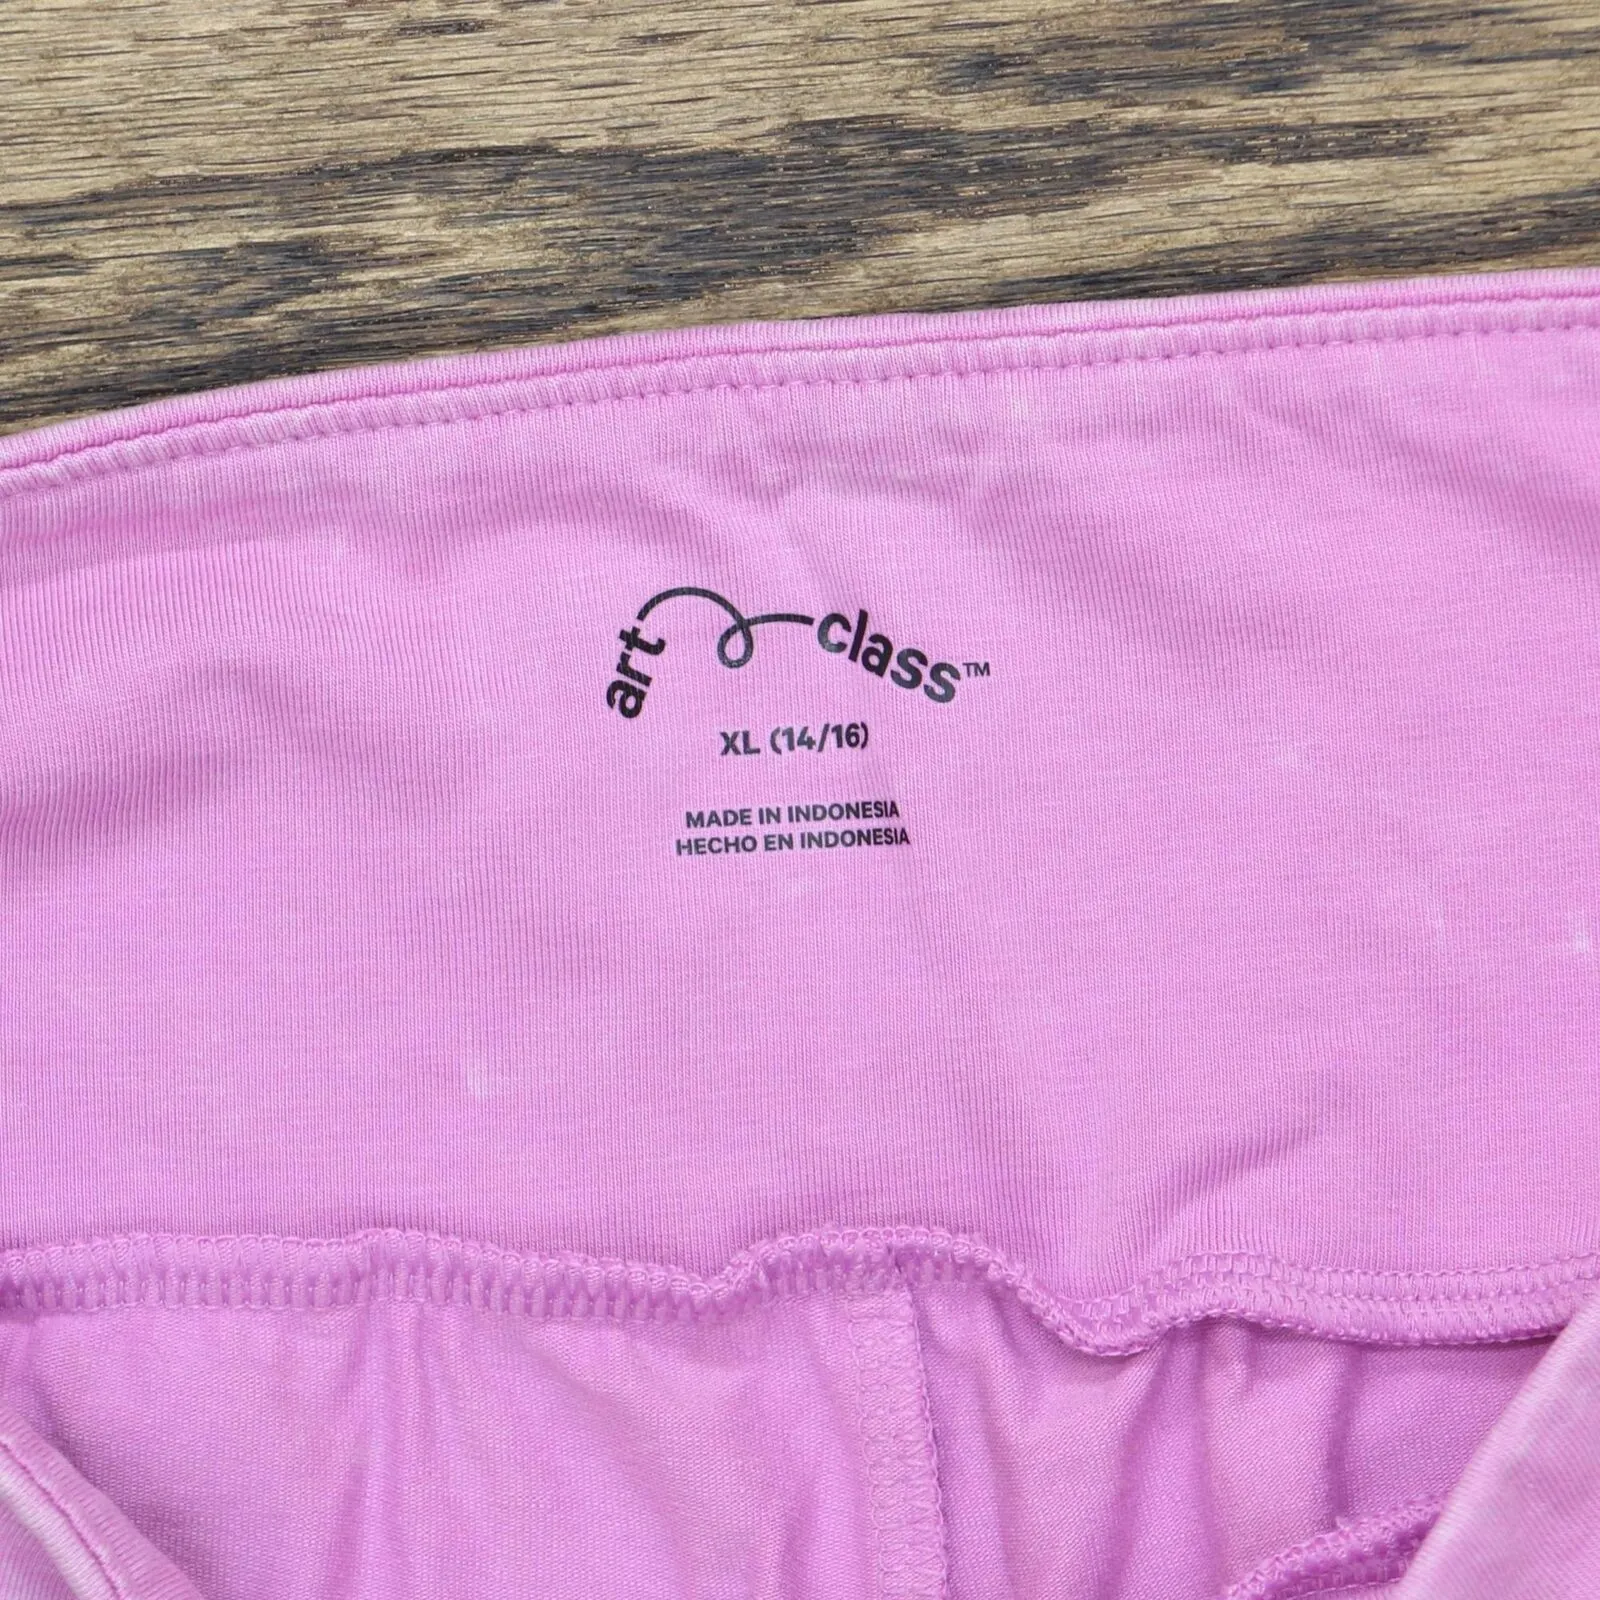 art class™
XL (14/16)
MADE IN INDONESIA
HECHO EN INDONESIA